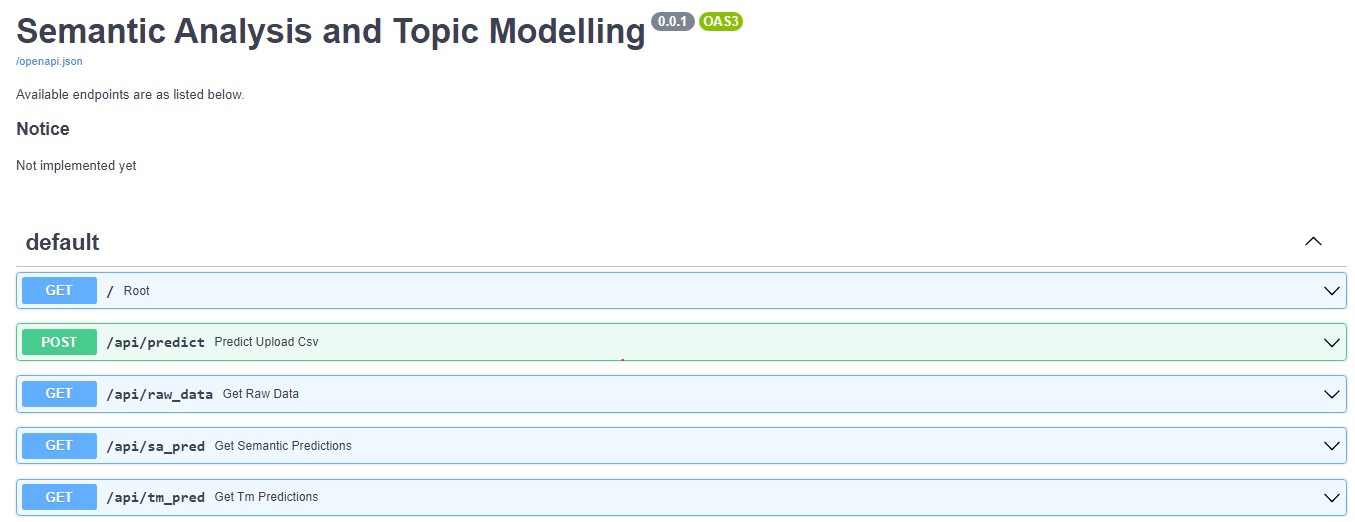 Semantic Analysis and Topic Modelling 0.0.1 OAS3
/openapi.json
Available endpoints are as listed below.
Notice
Not implemented yet
default
GET / Root
POST /api/predict Predict Upload Csv
GET /api/raw_data Get Raw Data
GET /api/sa_pred Get Semantic Predictions
GET /api/tm_pred Get Tm Predictions